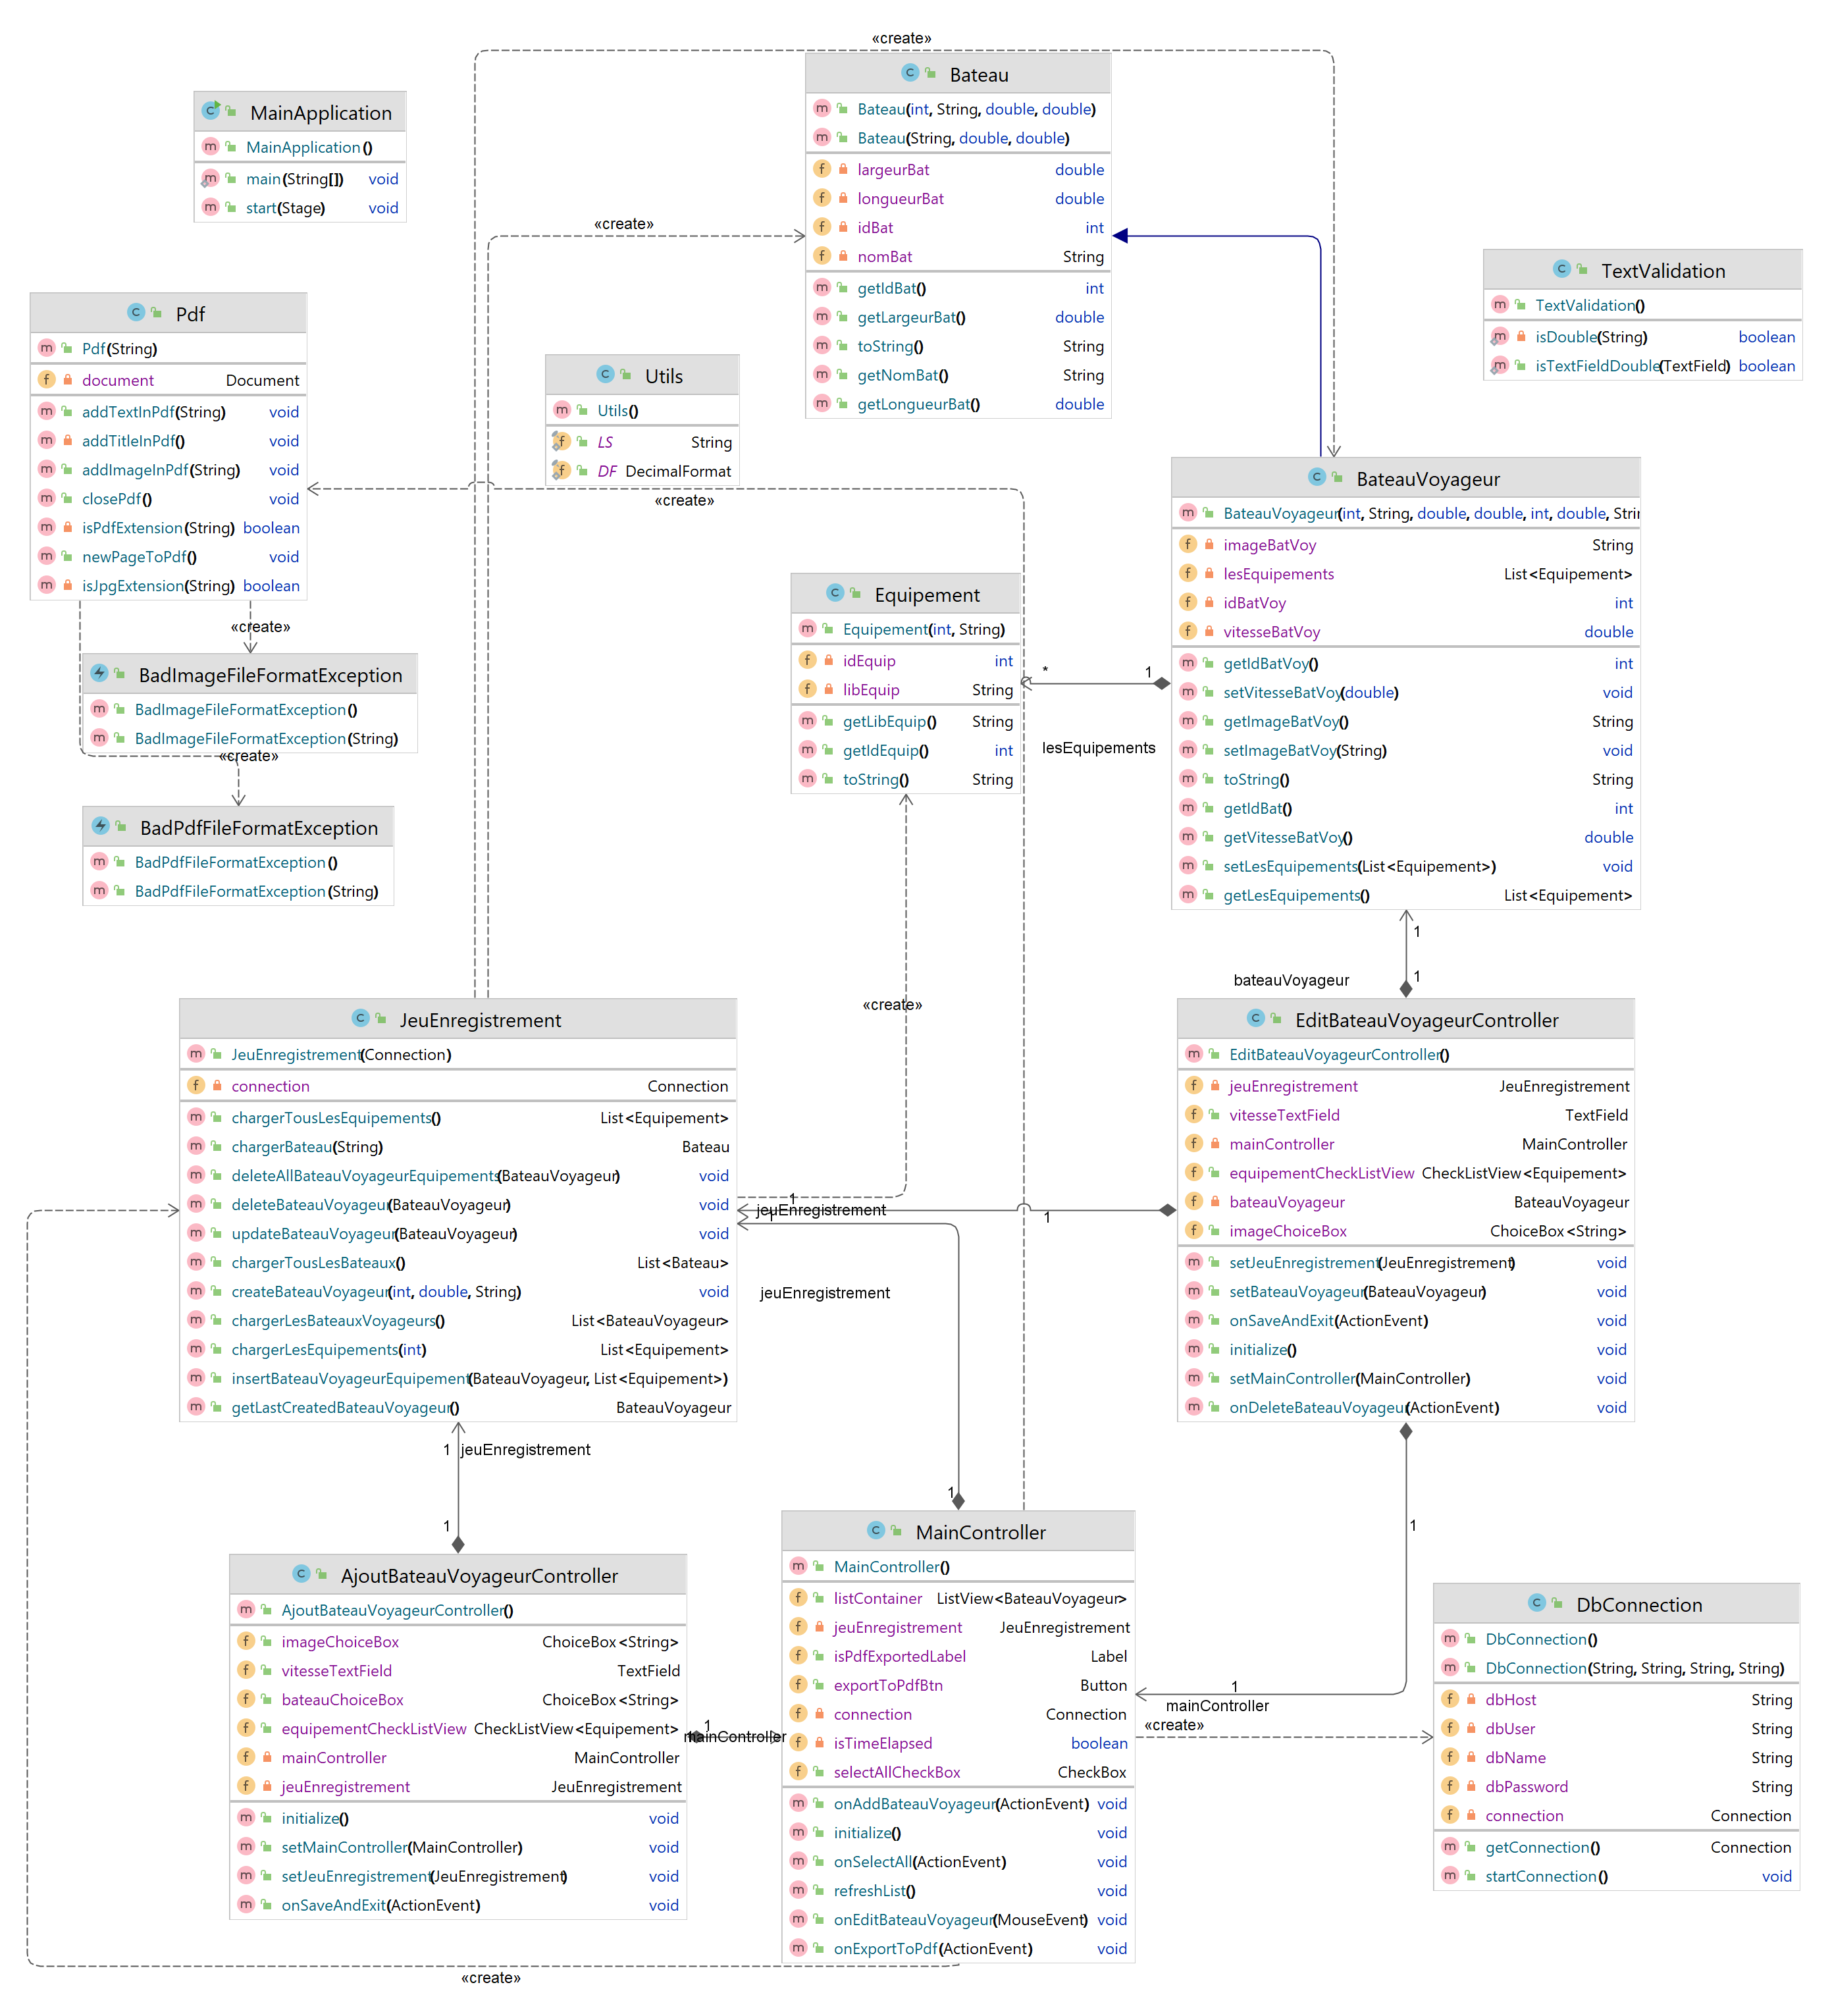 «create»
Bateau
Bateau(int, String, double, double)
Bateau(String, double, double)
largeurBat double
longueurBat double
idBat int
nomBat String
getIdBat() int
getLargeurBat() double
toString() String
getNomBat() String
getLongueurBat() double
MainApplication
MainApplication()
main(String[]) void
start(Stage) void
«create»
TextValidation
TextValidation()
isDouble(String) boolean
isTextFieldDouble(TextField) boolean
Pdf
Pdf(String)
document Document
addTextInPdf(String) void
addTitleInPdf() void
addImageInPdf(String) void
closePdf() void
isPdfExtension(String) boolean
newPageToPdf() void
isJpgExtension(String) boolean
Utils
Utils()
LS String
DF DecimalFormat
«create»
BateauVoyageur
BateauVoyageur(int, String, double, double, int, double, Strin
imageBatVoy String
lesEquipements List<Equipement>
idBatVoy int
vitesseBatVoy double
getIdBatVoy() int
setVitesseBatVoy(double) void
getImageBatVoy() String
setImageBatVoy(String) void
toString() String
getIdBat() int
getVitesseBatVoy() double
setLesEquipements(List<Equipement>) void
getLesEquipements() List<Equipement>
Equipement
Equipement(int, String)
idEquip int
libEquip String
getLibEquip() String
getIdEquip() int
toString() String
* 1
lesEquipements
«create»
BadImageFileFormatException
BadImageFileFormatException()
BadImageFileFormatException(String)
«create»
BadPdfFileFormatException
BadPdfFileFormatException()
BadPdfFileFormatException(String)
1
1
bateauVoyageur
«create»
JeuEnregistrement
JeuEnregistrement(Connection)
connection Connection
chargerTousLesEquipements() List<Equipement>
chargerBateau(String) Bateau
deleteAllBateauVoyageurEquipements(BateauVoyageur) void
deleteBateauVoyageur(BateauVoyageur) void
updateBateauVoyageur(BateauVoyageur) void
chargerTousLesBateaux() List<Bateau>
createBateauVoyageur(int, double, String) void
chargerLesBateauxVoyageurs() List<BateauVoyageur>
chargerLesEquipements(int) List<Equipement>
insertBateauVoyageurEquipement(BateauVoyageur, List<Equipement>)
getLastCreatedBateauVoyageur() BateauVoyageur
EditBateauVoyageurController
EditBateauVoyageurController()
jeuEnregistrement JeuEnregistrement
vitesseTextField TextField
mainController MainController
equipementCheckListView CheckListView<Equipement>
bateauVoyageur BateauVoyageur
imageChoiceBox ChoiceBox<String>
setJeuEnregistrement(JeuEnregistrement) void
setBateauVoyageur(BateauVoyageur) void
onSaveAndExit(ActionEvent) void
initialize() void
setMainController(MainController) void
onDeleteBateauVoyageur(ActionEvent) void
1
jeuEnregistrement
1
1
jeuEnregistrement
1
1 jeuEnregistrement
1
AjoutBateauVoyageurController
AjoutBateauVoyageurController()
imageChoiceBox ChoiceBox<String>
vitesseTextField TextField
bateauChoiceBox ChoiceBox<String>
equipementCheckListView CheckListView<Equipement>
mainController MainController
jeuEnregistrement JeuEnregistrement
initialize() void
setMainController(MainController) void
setJeuEnregistrement(JeuEnregistrement) void
onSaveAndExit(ActionEvent) void
1
mainController
MainController
MainController()
listContainer ListView<BateauVoyageur>
jeuEnregistrement JeuEnregistrement
isPdfExportedLabel Label
exportToPdfBtn Button
connection Connection
isTimeElapsed boolean
selectAllCheckBox CheckBox
onAddBateauVoyageur(ActionEvent) void
initialize() void
onSelectAll(ActionEvent) void
refreshList() void
onEditBateauVoyageur(MouseEvent) void
onExportToPdf(ActionEvent) void
1
1
mainController
«create»
DbConnection
DbConnection()
DbConnection(String, String, String, String)
dbHost String
dbUser String
dbName String
dbPassword String
connection Connection
getConnection() Connection
startConnection() void
«create»